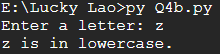 E:\Lucky Lao>py Q4b.py
Enter a letter: z
z is in lowercase.